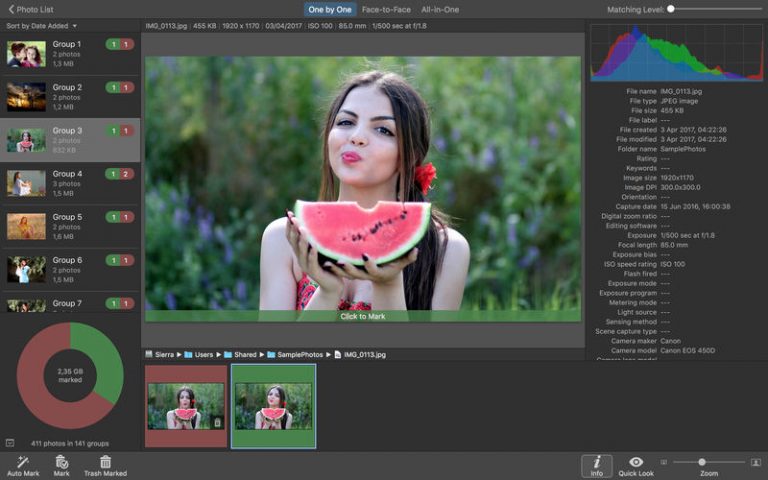 Photo List
One by One Face-to-Face All-in-One
Matching Level:
Sort by Date Added
IMG_0113.jpg 455 KB 1920 x 1170 03/04/2017 ISO 100 85.0 mm 1/500 sec at f/1.8
Group 1
2 photos
1,3 MB
1 1
Group 2
2 photos
1,2 MB
1 1
Group 3
2 photos
832 KB
1 1
Group 4
3 photos
1,5 MB
1 2
Group 5
2 photos
1,6 MB
1 1
Group 6
2 photos
1,5 MB
1 1
Group 7
2 photos
1 1
2,35 GB
marked
411 photos in 141 groups
Click to Mark
Sierra Users Shared SamplePhotos IMG_0113.jpg
File name IMG_0113.jpg
File type JPEG image
File size 455 KB
File label ---
File created 3 Apr 2017, 04:22:26
File modified 3 Apr 2017, 04:22:26
Folder name SamplePhotos
Rating ---
Keywords ---
Image size 1920x1170
Image DPI 300.0x300.0
Orientation ---
Capture date 15 Jun 2016, 16:00:38
Digital zoom ratio ---
Editing software ---
Exposure 1/500 sec at f/1.8
Focal length 85.0 mm
Exposure bias ---
ISO speed rating ISO 100
Flash fired ---
Exposure mode ---
Exposure program ---
Metering mode ---
Light source ---
Sensing method ---
Scene capture type ---
Camera maker Canon
Camera model Canon EOS 450D
Auto Mark Mark Trash Marked
Info Quick Look Zoom